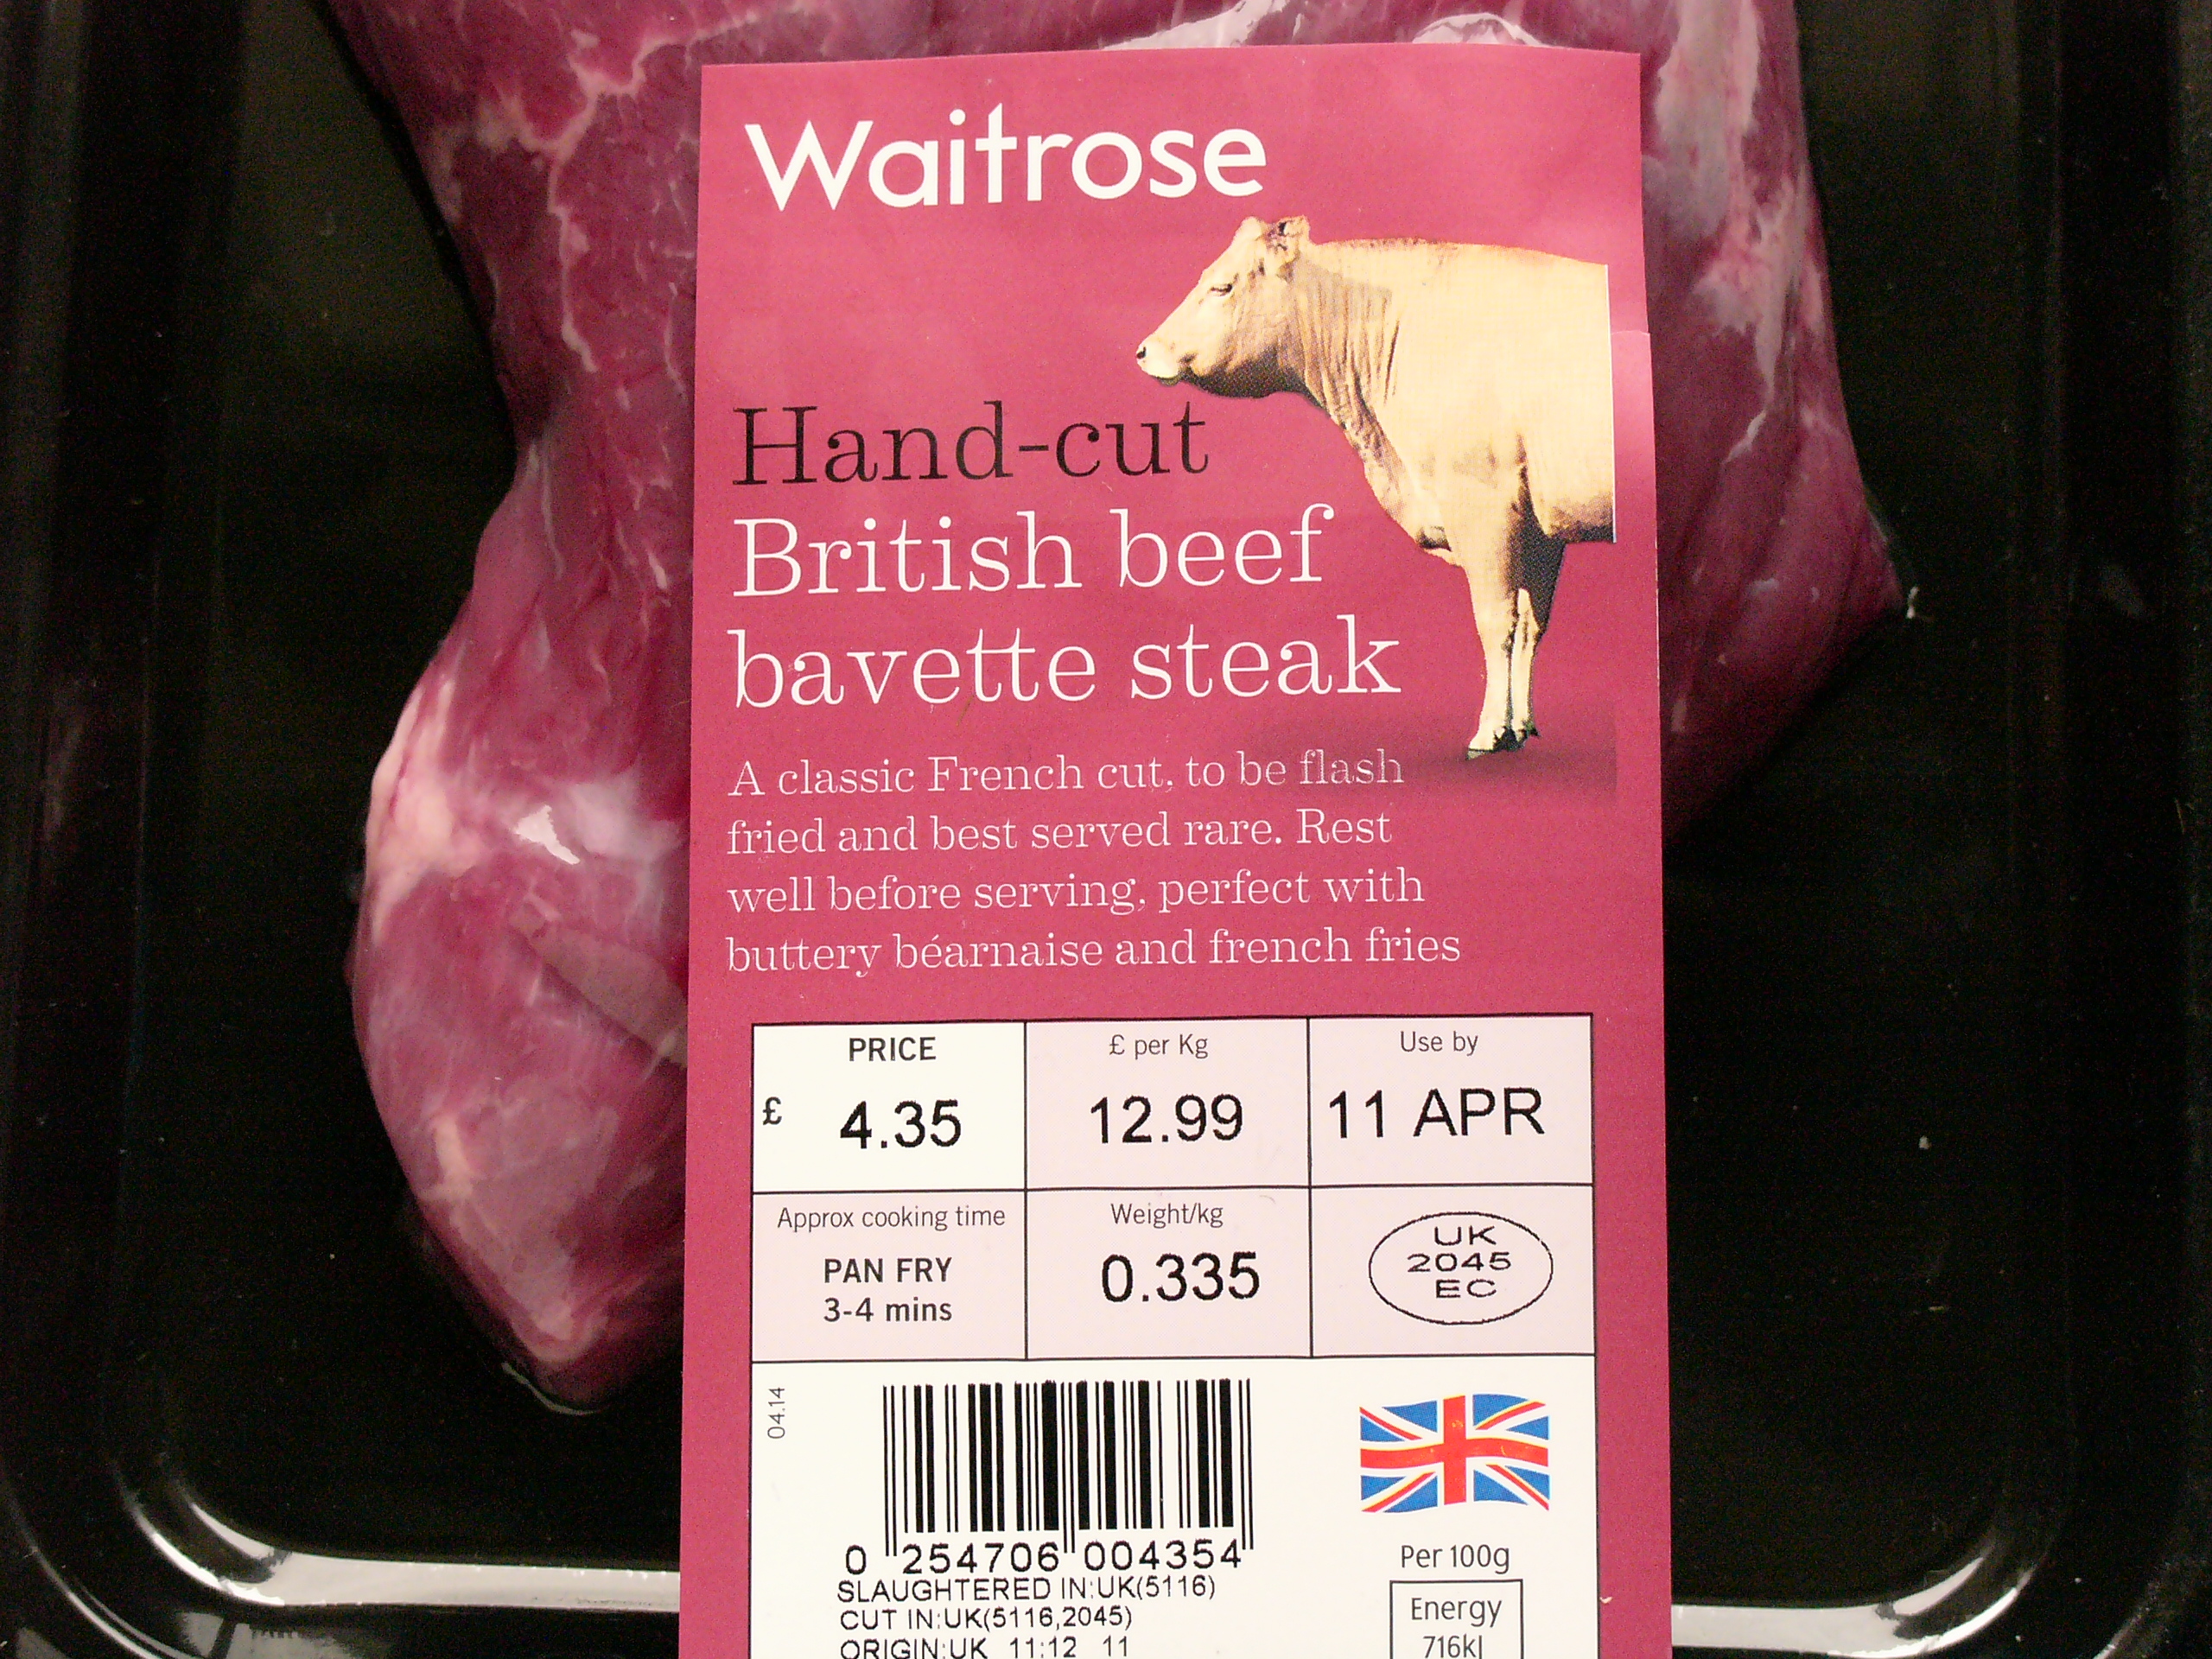 Waitrose
Hand-cut
British beef
bavette steak
A classic French cut, to be flash
fried and best served rare. Rest
well before serving, perfect with
buttery béarnaise and french fries
PRICE
£ 4.35
£ per Kg
12.99
Use by
11 APR
Approx cooking time
PAN FRY
3-4 mins
Weight/kg
0.335
UK
2045
EC
04.14
0 254706 004354
SLAUGHTERED IN:UK(5116)
CUT IN:UK(5116,2045)
ORIGIN:UK 11:12 11
Per 100g
Energy
716kJ